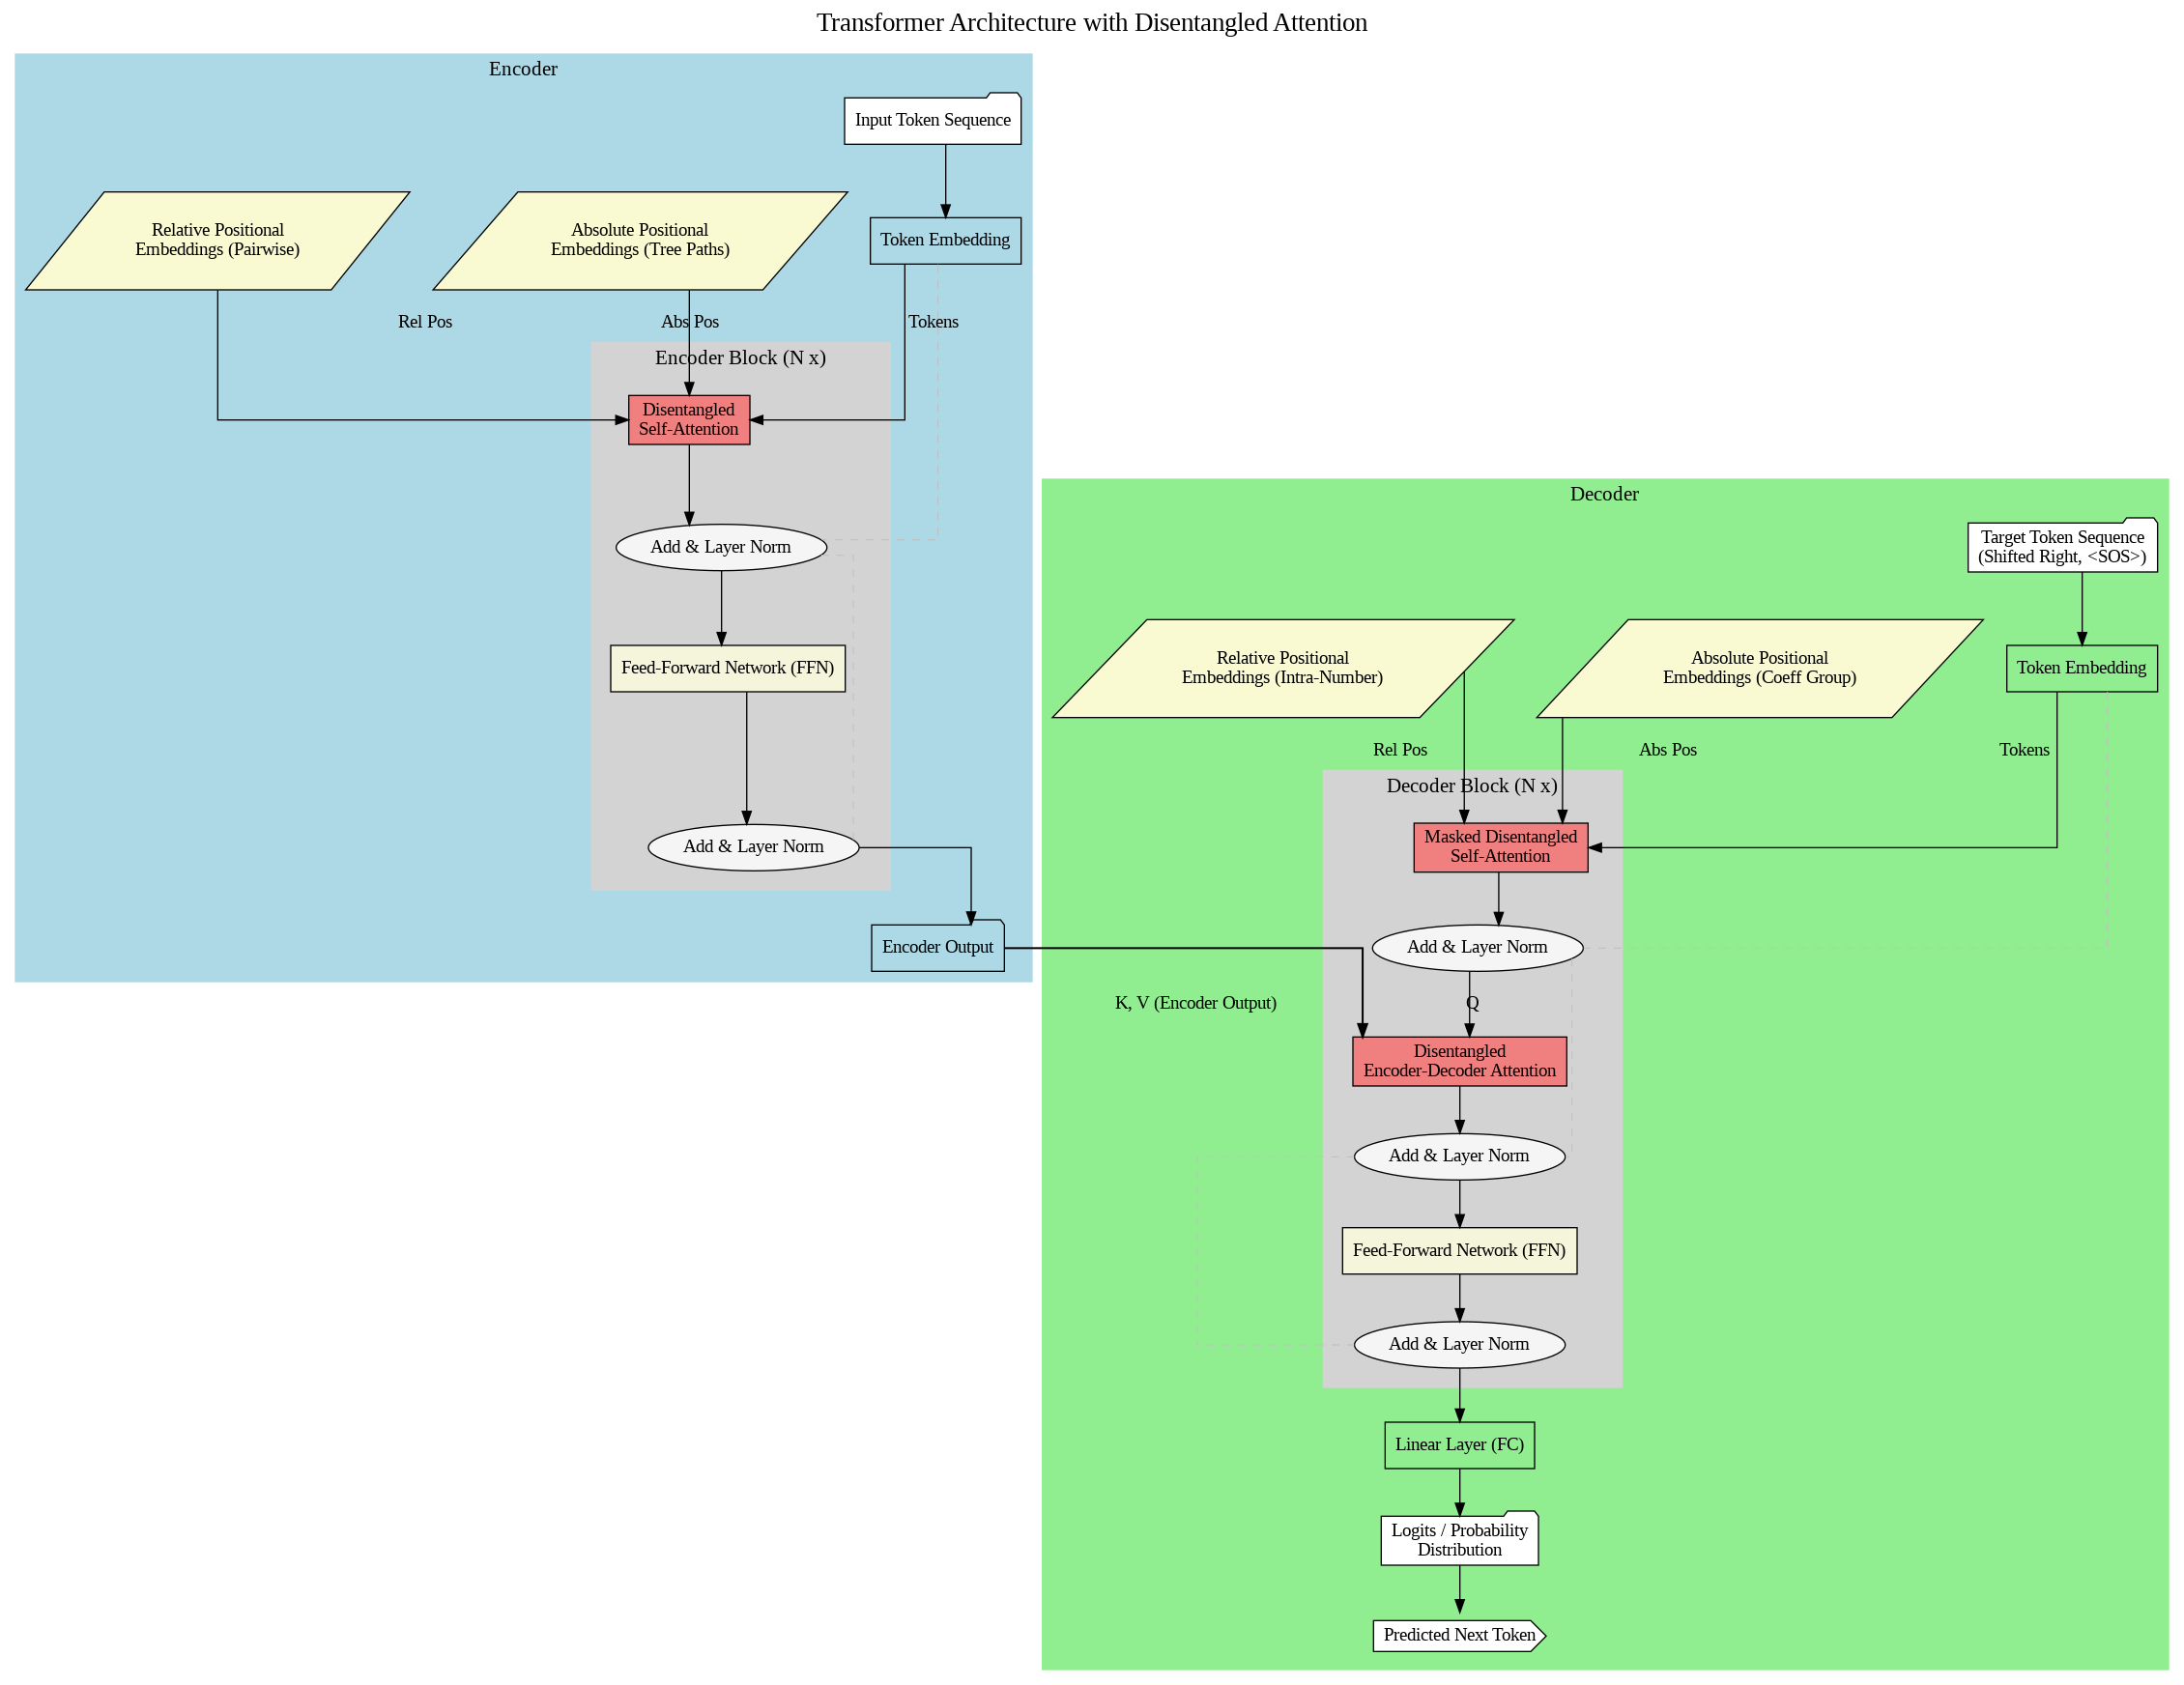 Transformer Architecture with Disentangled Attention
Encoder
Input Token Sequence
Relative Positional
Embeddings (Pairwise)
Absolute Positional
Embeddings (Tree Paths)
Token Embedding
Rel Pos
Abs Pos
Tokens
Encoder Block (N x)
Disentangled
Self-Attention
Add & Layer Norm
Feed-Forward Network (FFN)
Add & Layer Norm
Encoder Output
Decoder
Target Token Sequence
(Shifted Right, <SOS>)
Relative Positional
Embeddings (Intra-Number)
Absolute Positional
Embeddings (Coeff Group)
Token Embedding
Rel Pos
Abs Pos
Tokens
Decoder Block (N x)
Masked Disentangled
Self-Attention
Add & Layer Norm
K, V (Encoder Output)
Q
Disentangled
Encoder-Decoder Attention
Add & Layer Norm
Feed-Forward Network (FFN)
Add & Layer Norm
Linear Layer (FC)
Logits / Probability
Distribution
Predicted Next Token